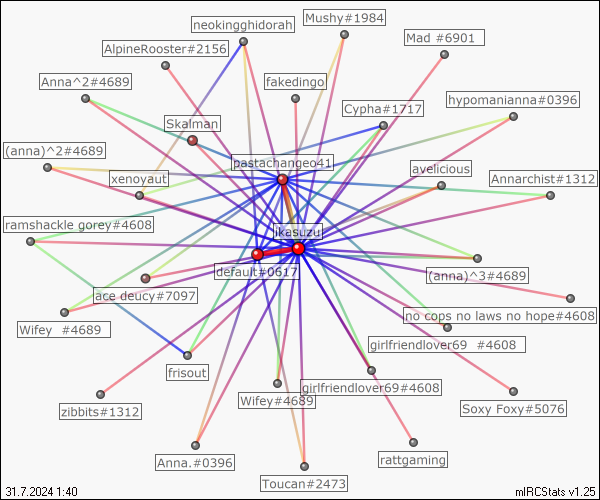 neokingghidorah
Mushy#1984
Mad #6901
AlpineRooster#2156
Anna^2#4689
fakedingo
hypomanianna#0396
Cypha#1717
Skalman
(anna)^2#4689
pastachangeo41
avelicious
xenoyaut
Annarchist#1312
ramshackle gorey#4608
ikasuzu
default#0617
(anna)^3#4689
ace deucy#7097
no cops no laws no hope#4608
Wifey #4689
girlfriendlover69 #4608
frisout
girlfriendlover69#4608
Wifey#4689
zibbits#1312
Soxy Foxy#5076
Anna.#0396
rattgaming
Toucan#2473
31.7.2024 1:40
mIRCStats v1.25